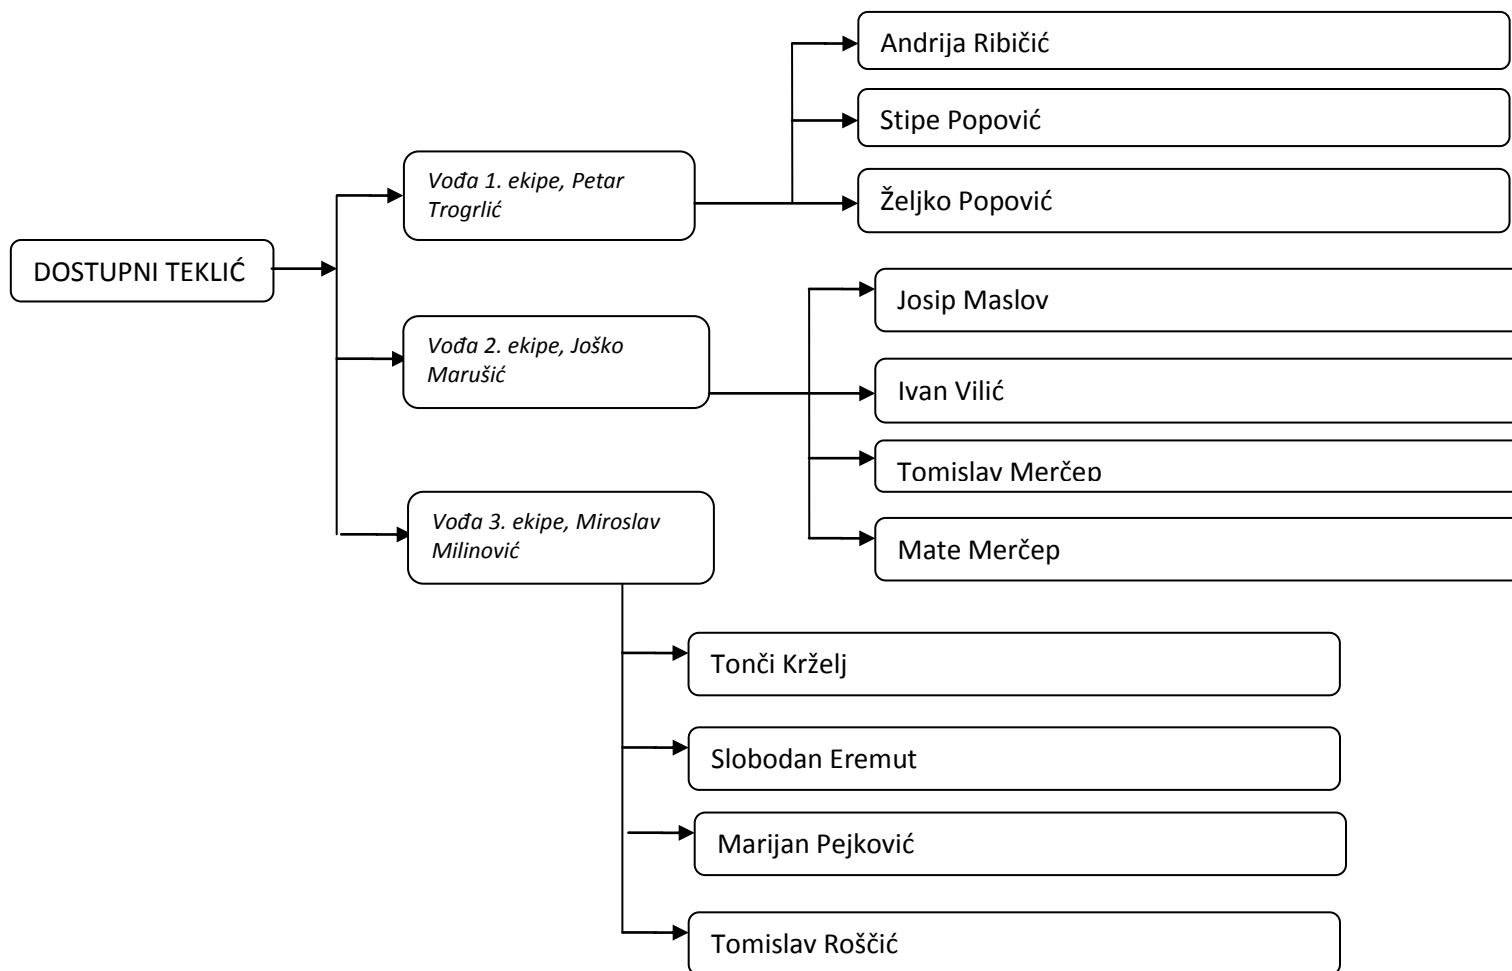 Andrija Ribičić
Stipe Popović
Vođa 1. ekipe, Petar
Trogrlić
Željko Popović
DOSTUPNI TEKLIĆ
Josip Maslov
Vođa 2. ekipe, Joško
Marušić
Ivan Vilić
Tomislav Merčep
Vođa 3. ekipe, Miroslav
Milinović
Mate Merčep
Tonči Krželj
Slobodan Eremut
Marijan Pejković
Tomislav Roščić